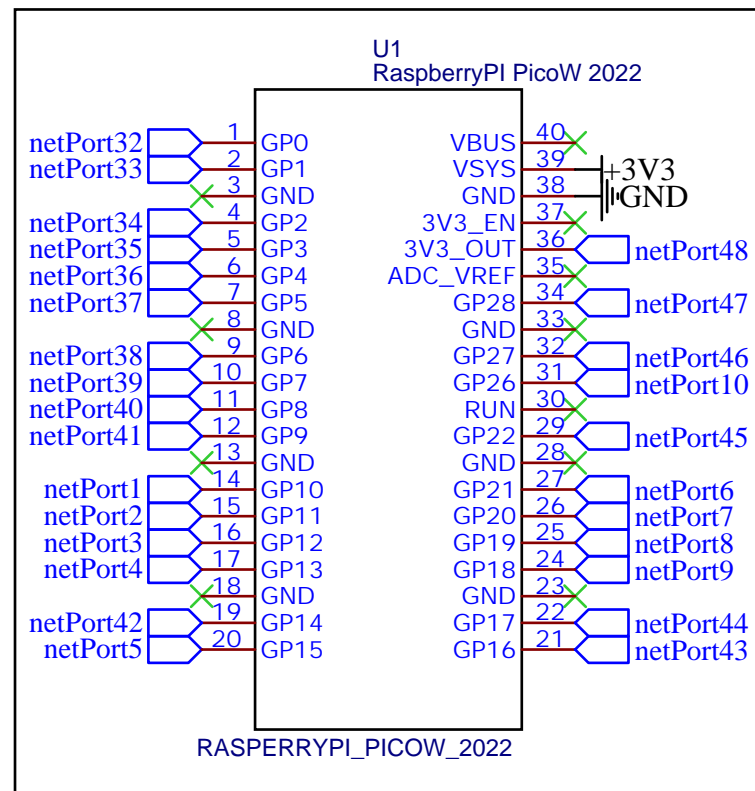 U1
RaspberryPI PicoW 2022
netPort32 1 GP0 VBUS 40
netPort33 2 GP1 VSYS 39 +3V3
3 GND GND 38 GND
netPort34 4 GP2 3V3_EN 37
netPort35 5 GP3 3V3_OUT 36 netPort48
netPort36 6 GP4 ADC_VREF 35
netPort37 7 GP5 GP28 34 netPort47
8 GND GND 33
netPort38 9 GP6 GP27 32 netPort46
netPort39 10 GP7 GP26 31 netPort10
netPort40 11 GP8 RUN 30
netPort41 12 GP9 GP22 29 netPort45
13 GND GND 28
netPort1 14 GP10 GP21 27 netPort6
netPort2 15 GP11 GP20 26 netPort7
netPort3 16 GP12 GP19 25 netPort8
netPort4 17 GP13 GP18 24 netPort9
18 GND GND 23
netPort42 19 GP14 GP17 22 netPort44
netPort5 20 GP15 GP16 21 netPort43
RASPERRYPI_PICOW_2022